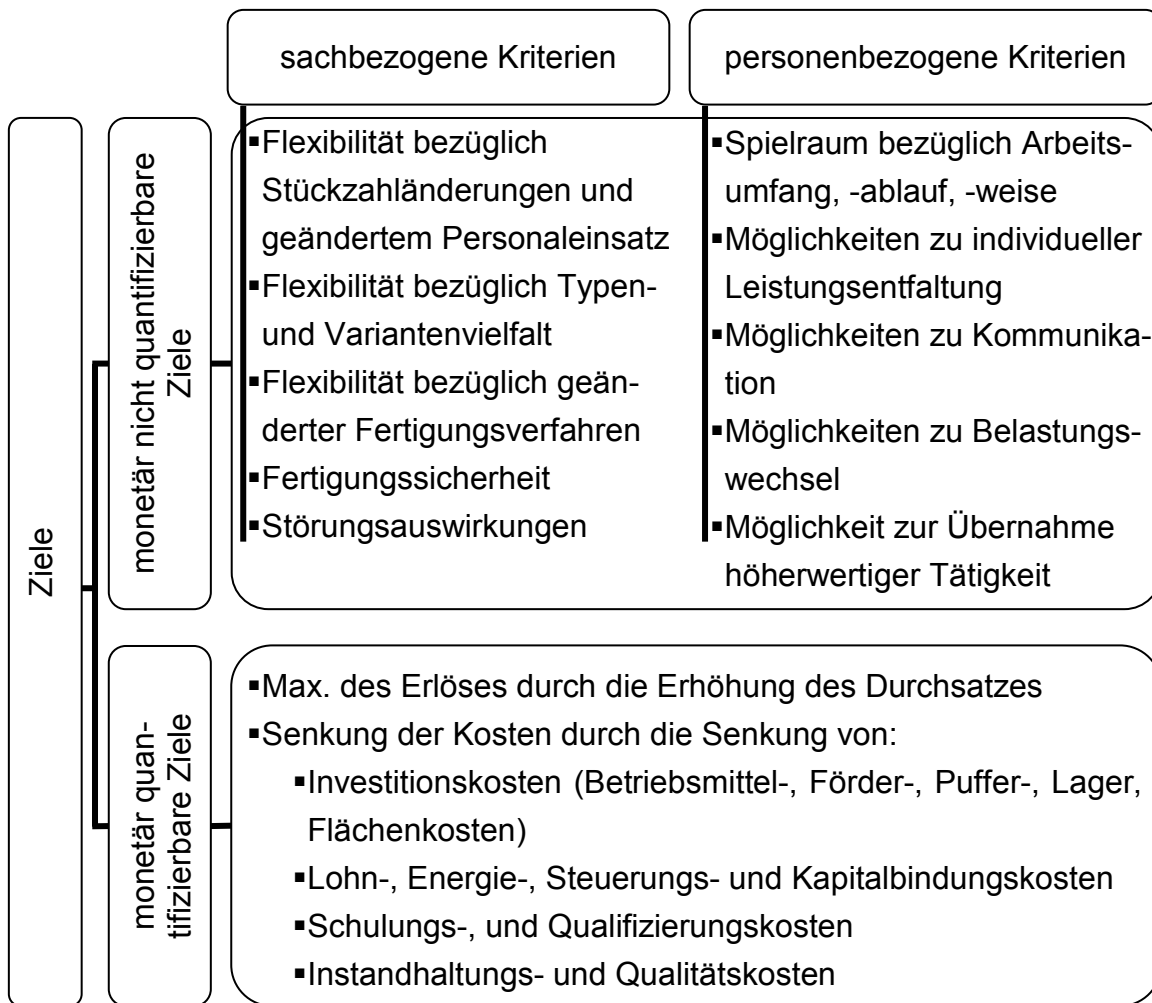 sachbezogene Kriterien
personenbezogene Kriterien
Ziele
monetär nicht quantifizierbare
Ziele
▪Flexibilität bezüglich
Stückzahländerungen und
geändertem Personaleinsatz
▪Flexibilität bezüglich Typen-
und Variantenvielfalt
▪Flexibilität bezüglich geän-
derter Fertigungsverfahren
▪Fertigungssicherheit
▪Störungsauswirkungen
▪Spielraum bezüglich Arbeits-
umfang, -ablauf, -weise
▪Möglichkeiten zu individueller
Leistungsentfaltung
▪Möglichkeiten zu Kommunika-
tion
▪Möglichkeiten zu Belastungs-
wechsel
▪Möglichkeit zur Übernahme
höherwertiger Tätigkeit
monetär quan-
tifizierbare Ziele
▪Max. des Erlöses durch die Erhöhung des Durchsatzes
▪Senkung der Kosten durch die Senkung von:
▪Investitionskosten (Betriebsmittel-, Förder-, Puffer-, Lager,
Flächenkosten)
▪Lohn-, Energie-, Steuerungs- und Kapitalbindungskosten
▪Schulungs-, und Qualifizierungskosten
▪Instandhaltungs- und Qualitätskosten